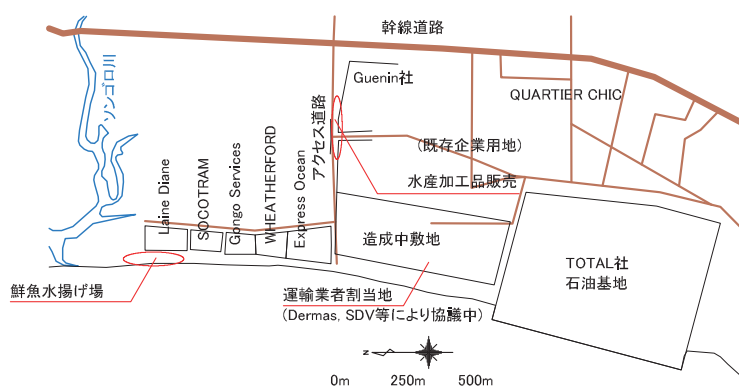 幹線道路
ソンゴロ川
Guenin社
QUARTIER CHIC
アクセス道路
(既存企業用地)
水産加工品販売
Laine Diane
SOCOTRAM
Gongo Services
WHEATHERFORD
Express Ocean
造成中敷地
TOTAL社
石油基地
鮮魚水揚げ場
運輸業者割当地
(Dermas, SDV等により協議中)
N
0m 250m 500m